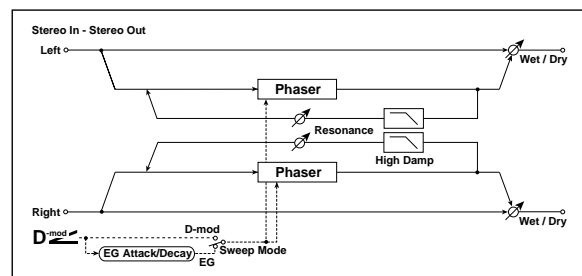 Stereo In - Stereo Out
Left
Wet / Dry
Phaser
Resonance
High Damp
Phaser
Right
Wet / Dry
D-mod
D-mod
EG Attack/Decay
EG
Sweep Mode